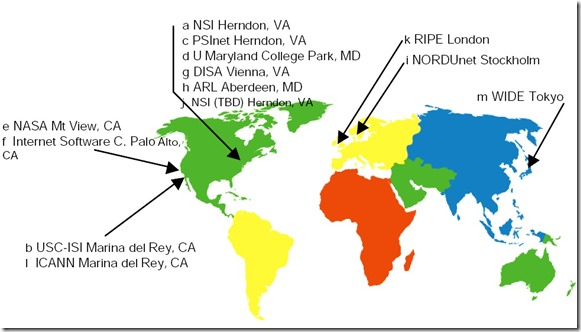 a NSI Herndon, VA
c PSInet Herndon, VA
d U Maryland College Park, MD
g DISA Vienna, VA
h ARL Aberdeen, MD
j NSI (TBD) Herndon, VA
k RIPE London
i NORDUnet Stockholm
m WIDE Tokyo
e NASA Mt View, CA
f Internet Software C. Palo Alto,
CA
b USC-ISI Marina del Rey, CA
l ICANN Marina del Rey, CA